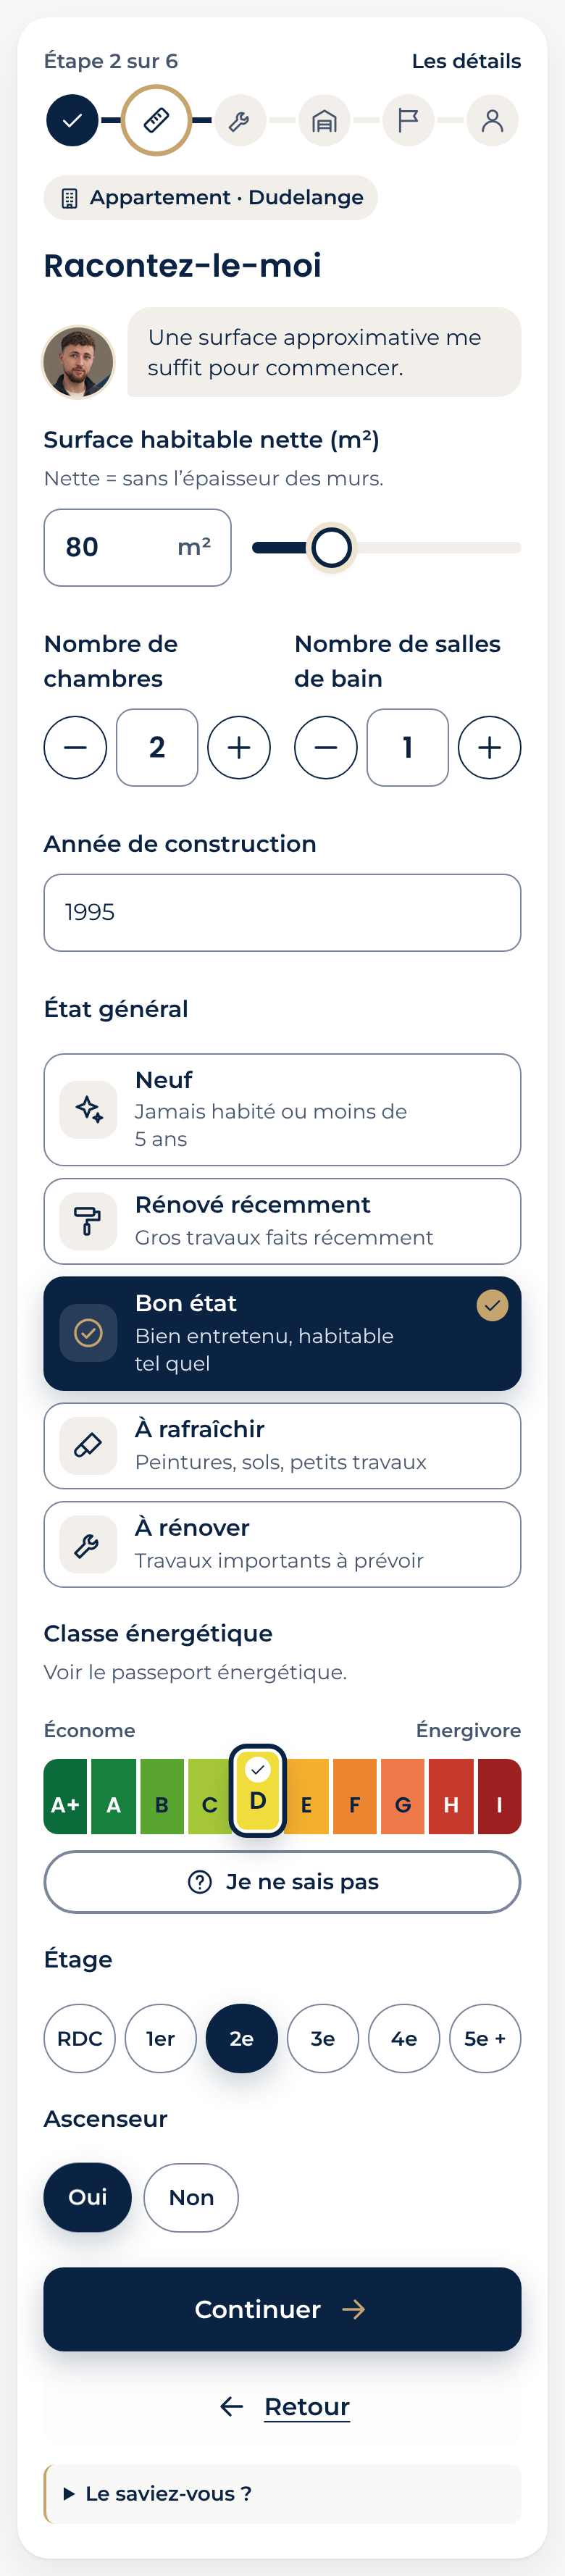 Étape 2 sur 6
Les détails
Appartement · Dudelange
Racontez-le-moi
Une surface approximative me
suffit pour commencer.
Surface habitable nette (m²)
Nette = sans l’épaisseur des murs.
80 m²
Nombre de chambres
Nombre de salles de bain
2
1
Année de construction
1995
État général
Neuf
Jamais habité ou moins de
5 ans
Rénové récemment
Gros travaux faits récemment
Bon état
Bien entretenu, habitable
tel quel
À rafraîchir
Peintures, sols, petits travaux
À rénover
Travaux importants à prévoir
Classe énergétique
Voir le passeport énergétique.
Économe
Énergivore
A+ A B C D E F G H I
Je ne sais pas
Étage
RDC 1er 2e 3e 4e 5e +
Ascenseur
Oui Non
Continuer
Retour
Le saviez-vous ?